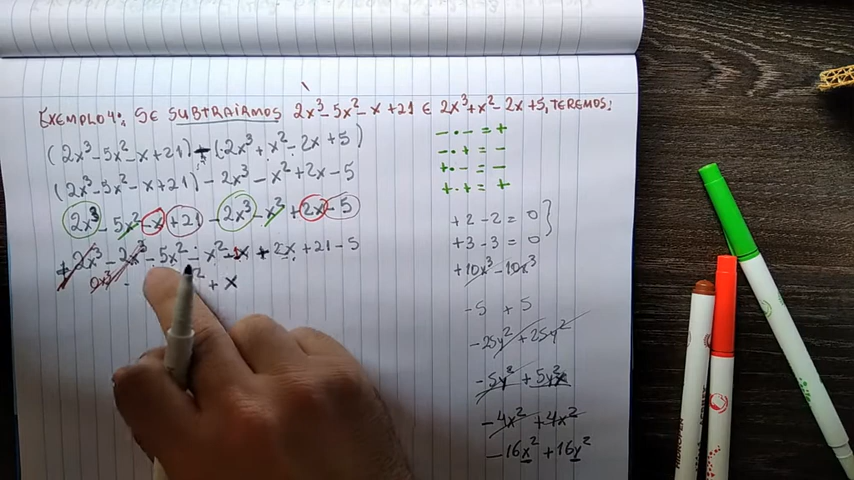 EXEMPLO 4: SE SUBTRAIRMOS 2x³-5x²-x+21 E 2x³+x²-2x+5, TEREMOS:
(2x³-5x²-x+21) - (2x³+x²-2x+5)
(2x³-5x²-x+21) - 2x³ - x² + 2x - 5
2x³ - 5x² - x + 21 - 2x³ - x² + 2x - 5
+ 2x³ - 2x³ - 5x² - x² - 1x + 2x + 21 - 5
0x³ - ² + x
- · - = +
- · + = -
+ · - = -
+ · + = +
+2 - 2 = 0
+3 - 3 = 0
+10x³ - 10x³
-5 + 5
-25y² + 25y²
-5y² + 5y²
-4x² + 4x²
-16x² + 16y²